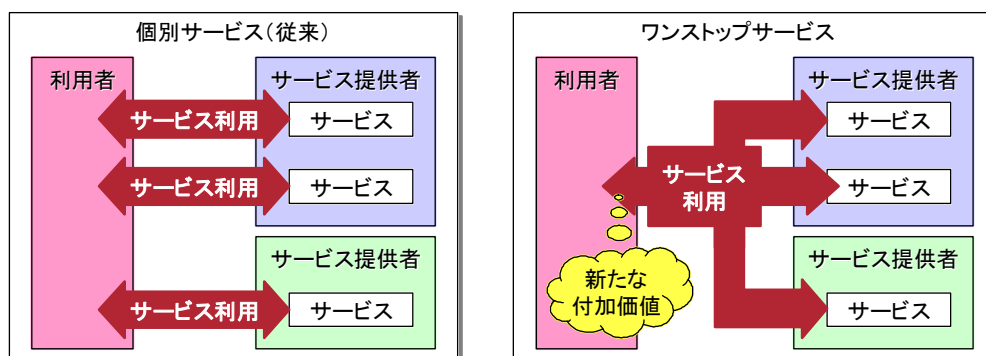 個別サービス(従来)
利用者
サービス提供者
サービス利用
サービス
サービス利用
サービス
サービス提供者
サービス利用
サービス
ワンストップサービス
利用者
サービス提供者
サービス
サービス
利用
サービス
サービス提供者
新たな
付加価値
サービス